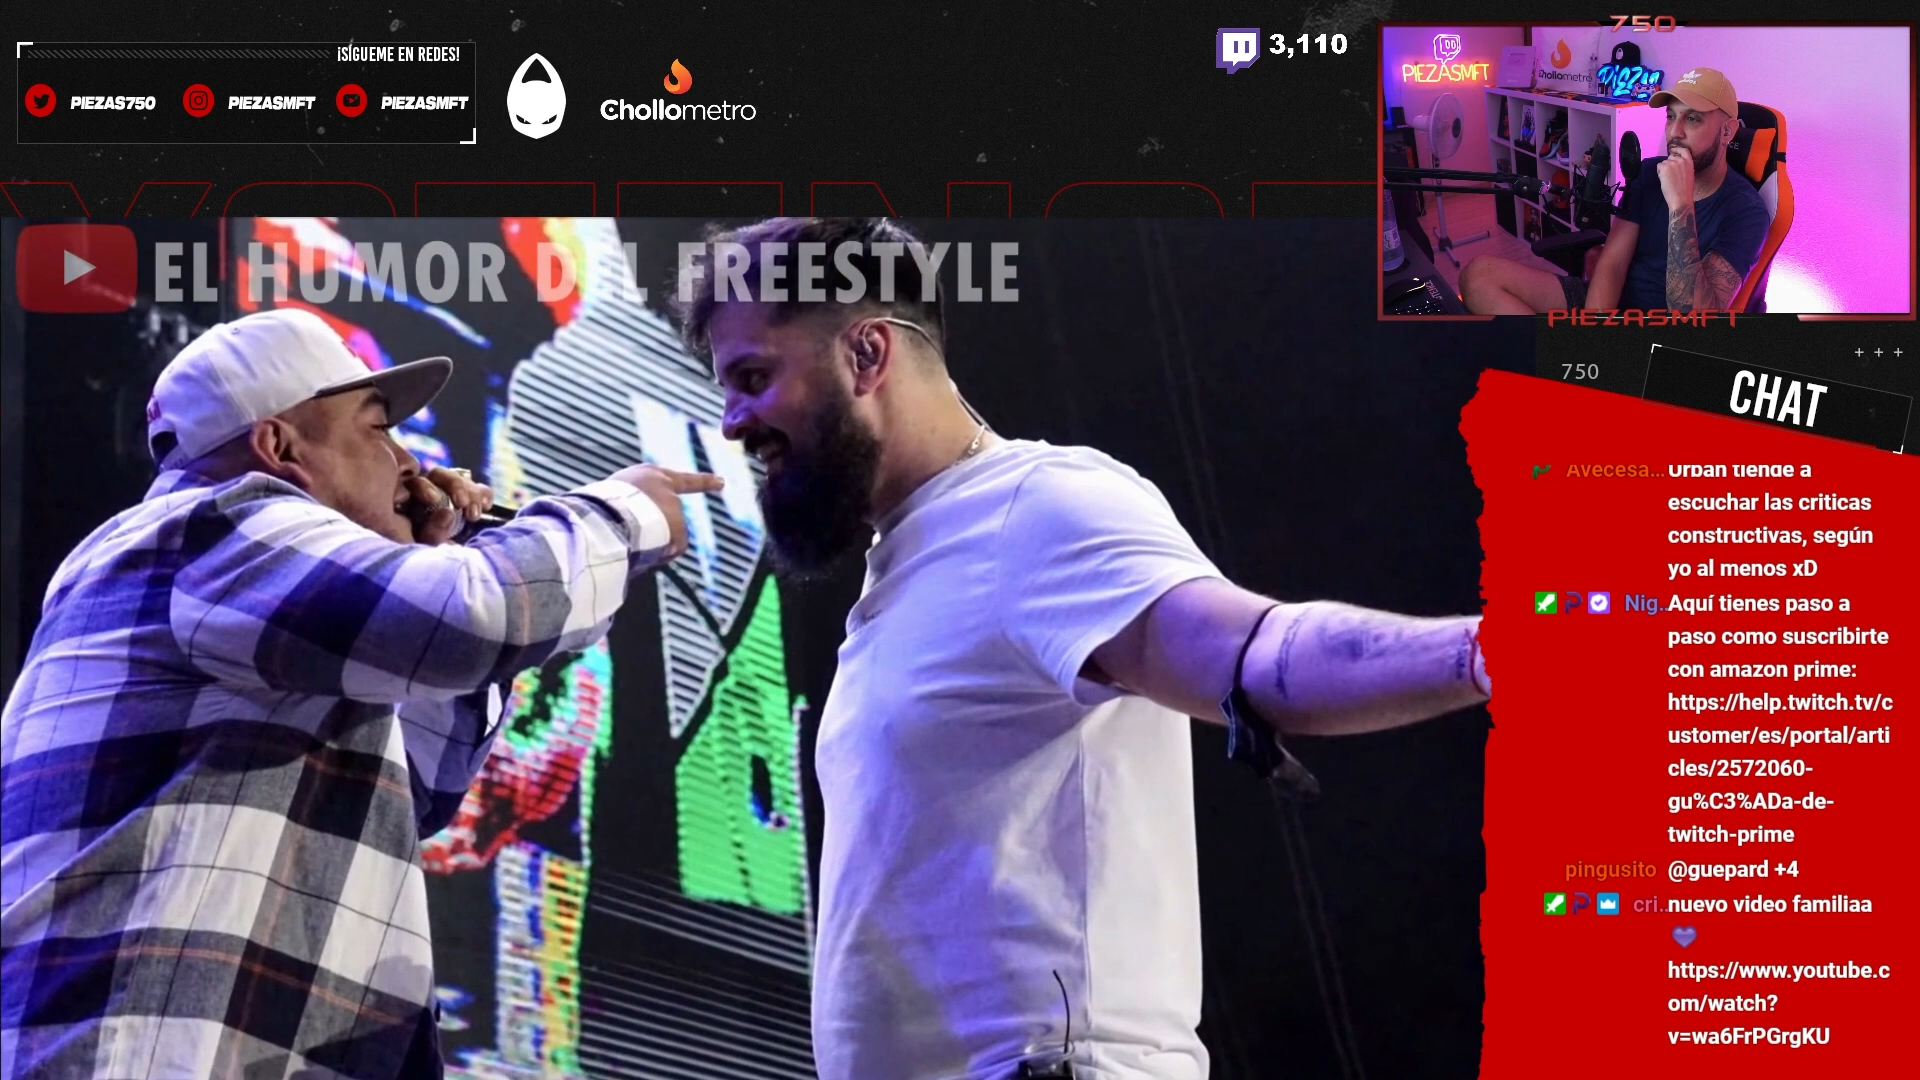 ¡SÍGUEME EN REDES!
PIEZAS750
PIEZASMFT
PIEZASMFT
Chollometro
3,110
750
PIEZASMFT
Chollometro
PIEZASMFT
EL HUMOR DEL FREESTYLE
750
+ + +
CHAT
Avecesa... Urban tiende a
escuchar las criticas
constructivas, según
yo al menos xD
Nig.. Aquí tienes paso a
paso como suscribirte
con amazon prime:
https://help.twitch.tv/c
ustomer/es/portal/arti
cles/2572060-
gu%C3%ADa-de-
twitch-prime
pingusito @guepard +4
cri.. nuevo video familiaa
https://www.youtube.c
om/watch?
v=wa6FrPGrgKU